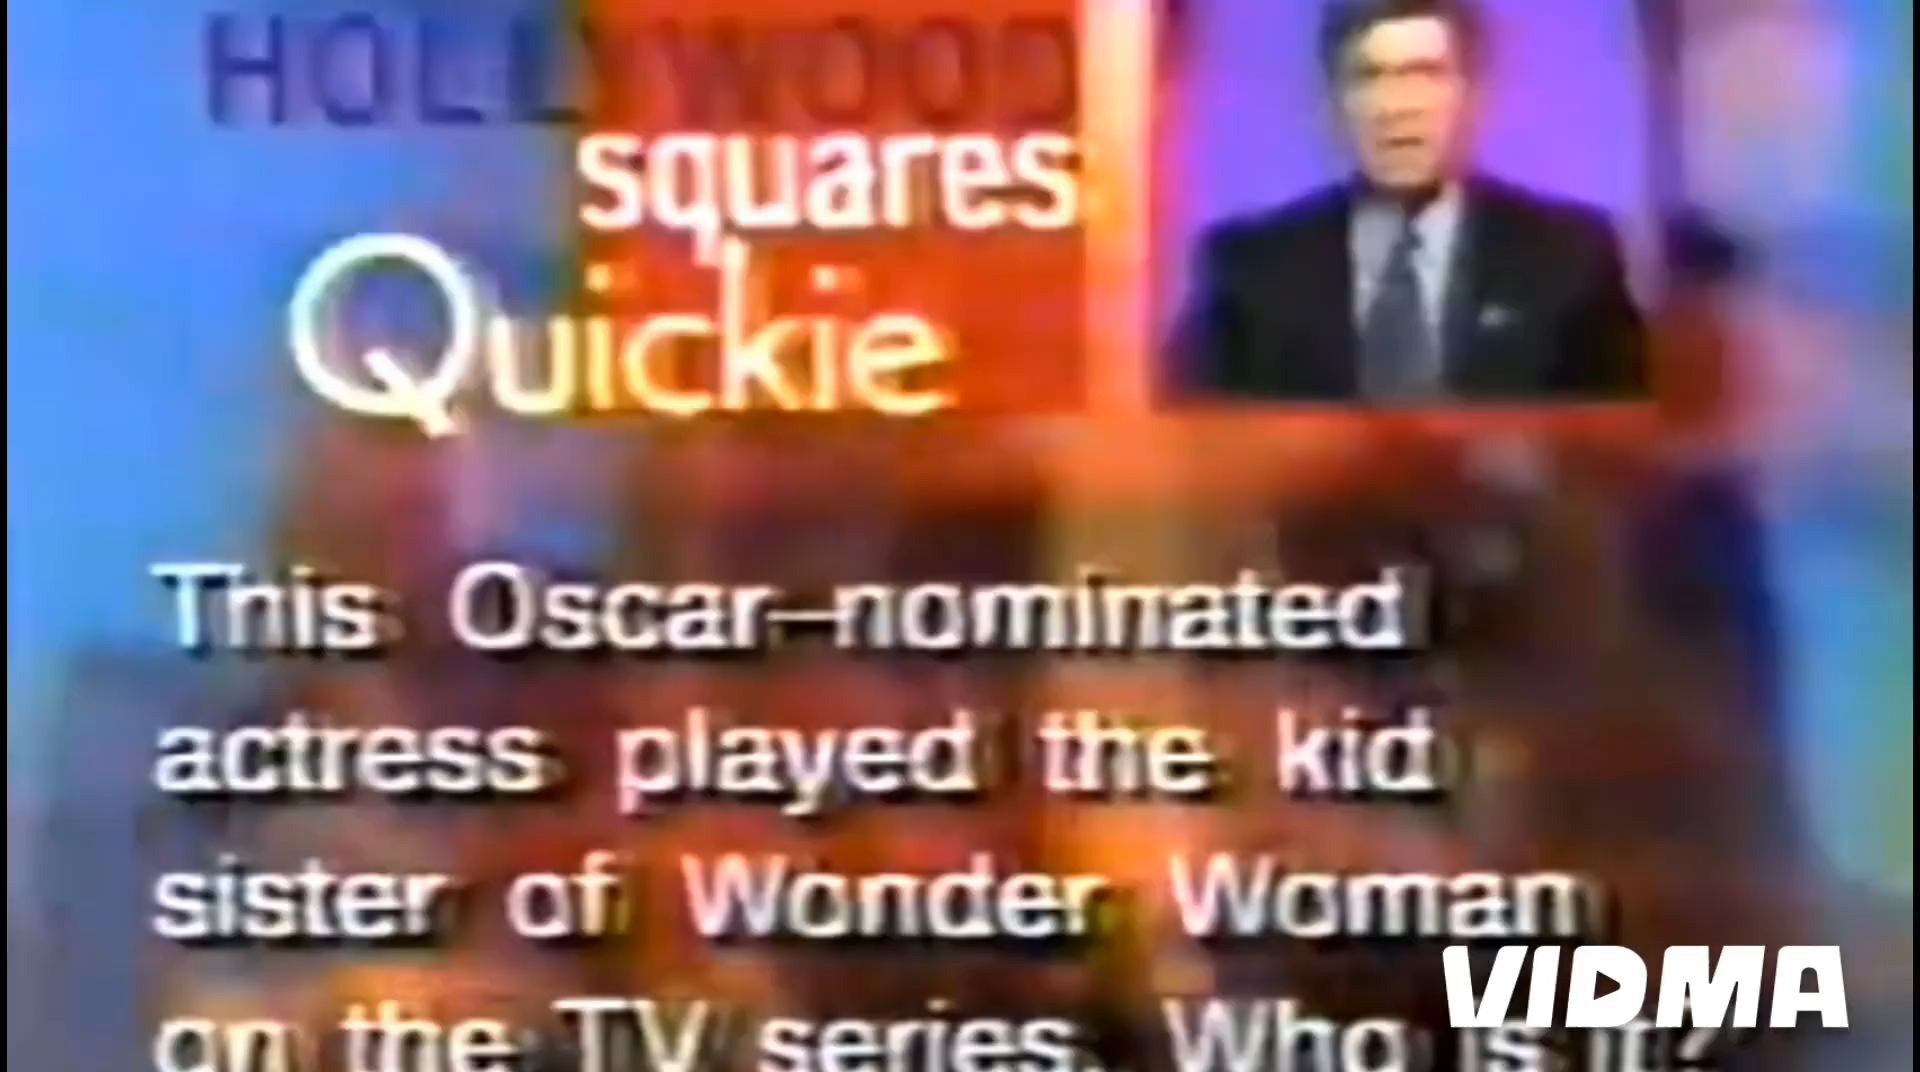 HOLLYWOOD
squares
Quickie
This Oscar-nominated
actress played the kid
sister of Wonder Woman
on the TV series. Who is it?
VIDMA